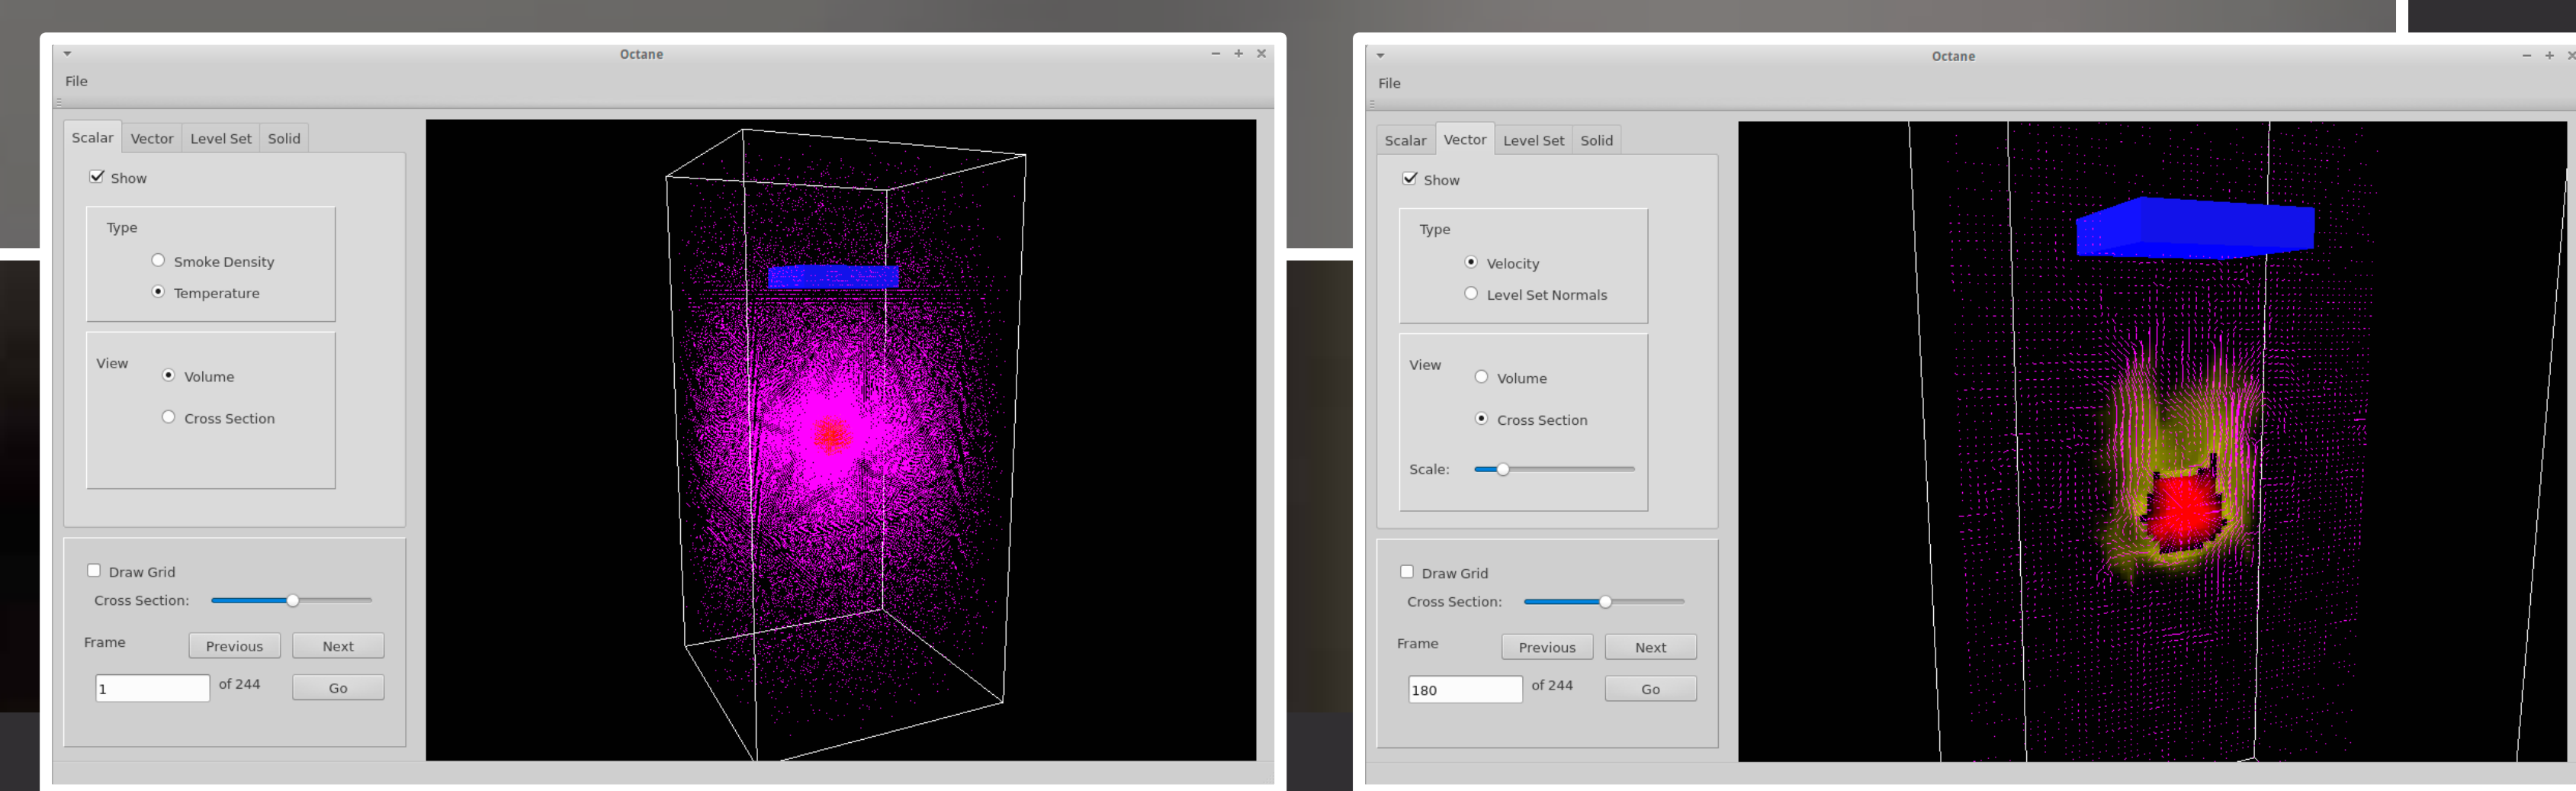 Octane
File
Scalar Vector Level Set Solid
Show
Type
Smoke Density
Temperature
View
Volume
Cross Section
Draw Grid
Cross Section:
Frame Previous Next
1 of 244 Go
Octane
File
Scalar Vector Level Set Solid
Show
Type
Velocity
Level Set Normals
View
Volume
Cross Section
Scale:
Draw Grid
Cross Section:
Frame Previous Next
180 of 244 Go